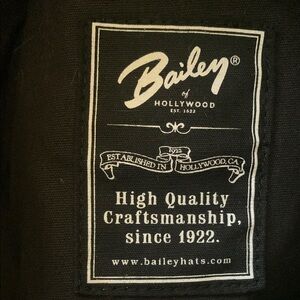 Bailey®
of
HOLLYWOOD
EST. 1922
1922
ESTABLISHED IN HOLLYWOOD, CA
High Quality
Craftsmanship,
since 1922.
www.baileyhats.com